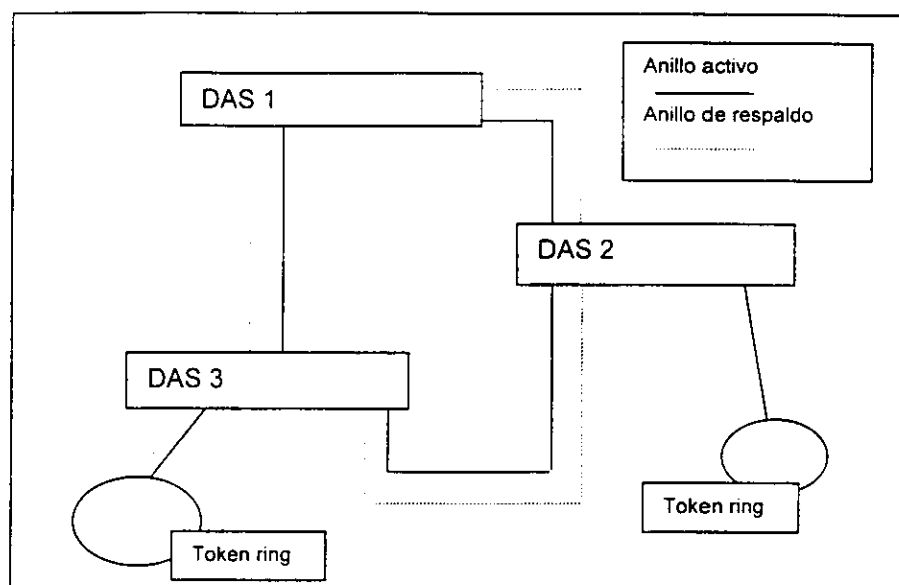 DAS 1
Anillo activo
Anillo de respaldo
DAS 2
DAS 3
Token ring
Token ring